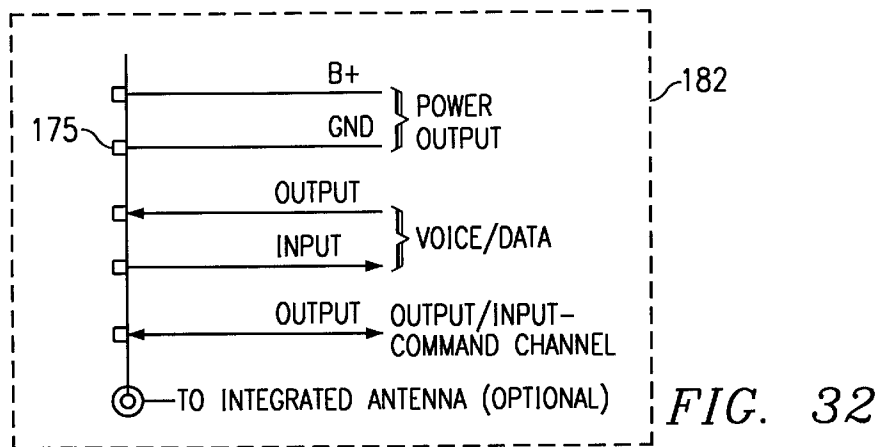 B+
182
POWER
175
GND
OUTPUT
OUTPUT
VOICE/DATA
INPUT
OUTPUT
OUTPUT/INPUT-
COMMAND CHANNEL
TO INTEGRATED ANTENNA (OPTIONAL)
FIG. 32